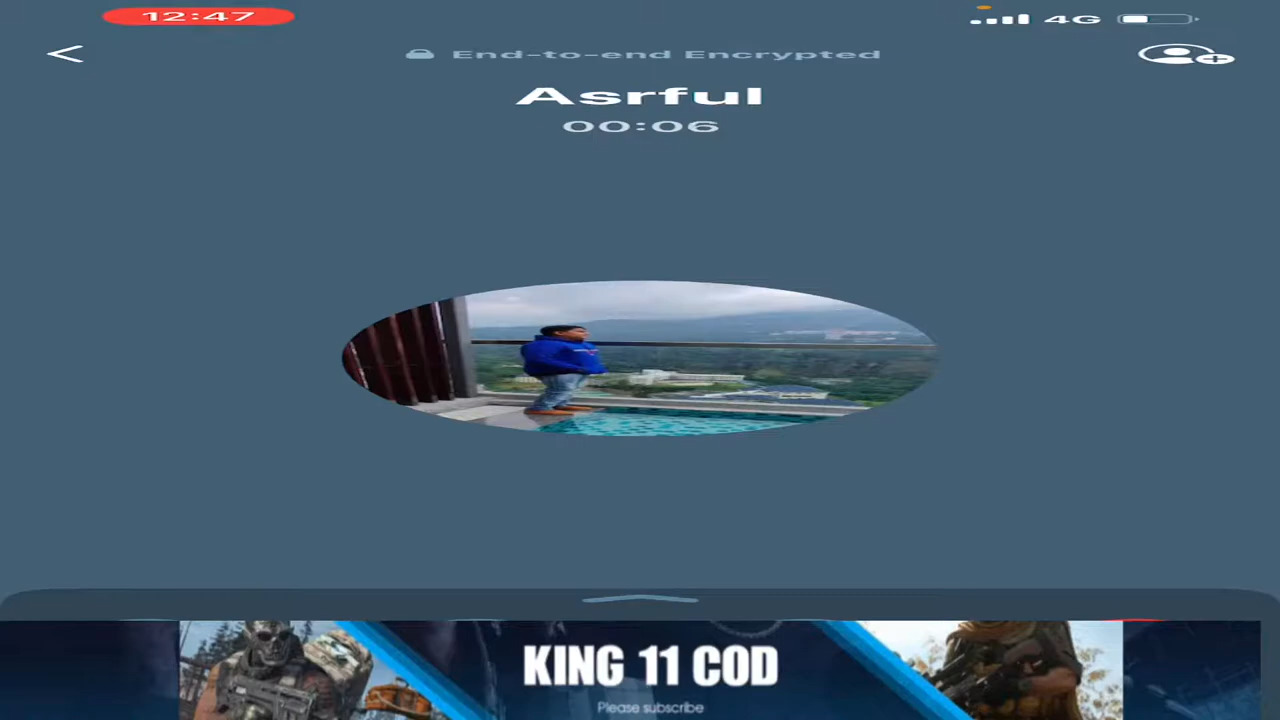 12:47
4G
End-to-end Encrypted
Asrful
00:06
KING 11 COD
Please subscribe